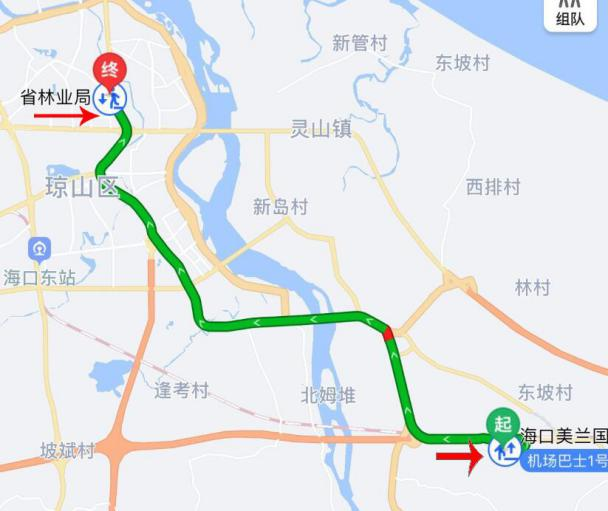 组队
新管村
东坡村
终
省林业局
灵山镇
西排村
琼山区
新岛村
海口东站
林村
逢考村
北姆堆
东坡村
起
海口美兰国
坡斌村
机场巴士1号